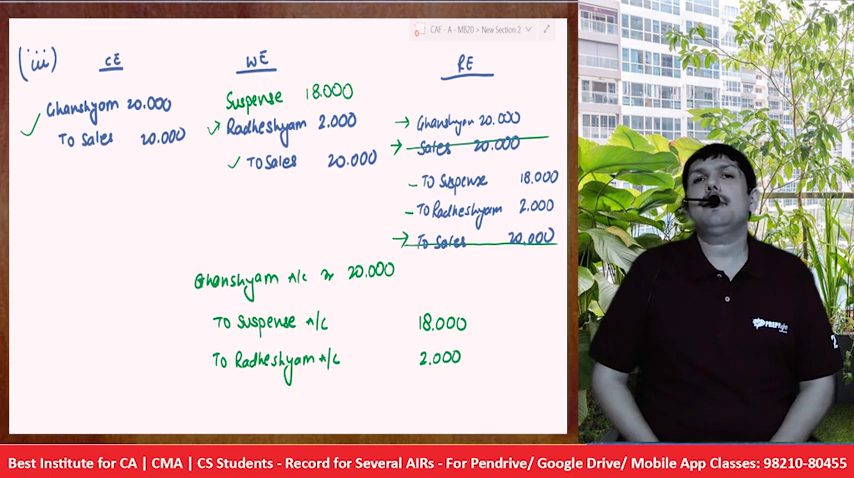 CAF - A - MB20 > New Section 2
(iii) CE WE RE
Ghanshyam 20.000
To Sales 20.000
Suspense 18.000
Radheshyam 2.000
To Sales 20.000
Ghanshyam 20.000
Sales 20.000
To Suspense 18.000
To Radheshyam 2.000
To Sales 20.000
Ghanshyam A/c Dr 20.000
To Suspense A/c 18.000
To Radheshyam A/c 2.000
PREPRight
2
Best Institute for CA | CMA | CS Students - Record for Several AIRs - For Pendrive/ Google Drive/ Mobile App Classes: 98210-80455